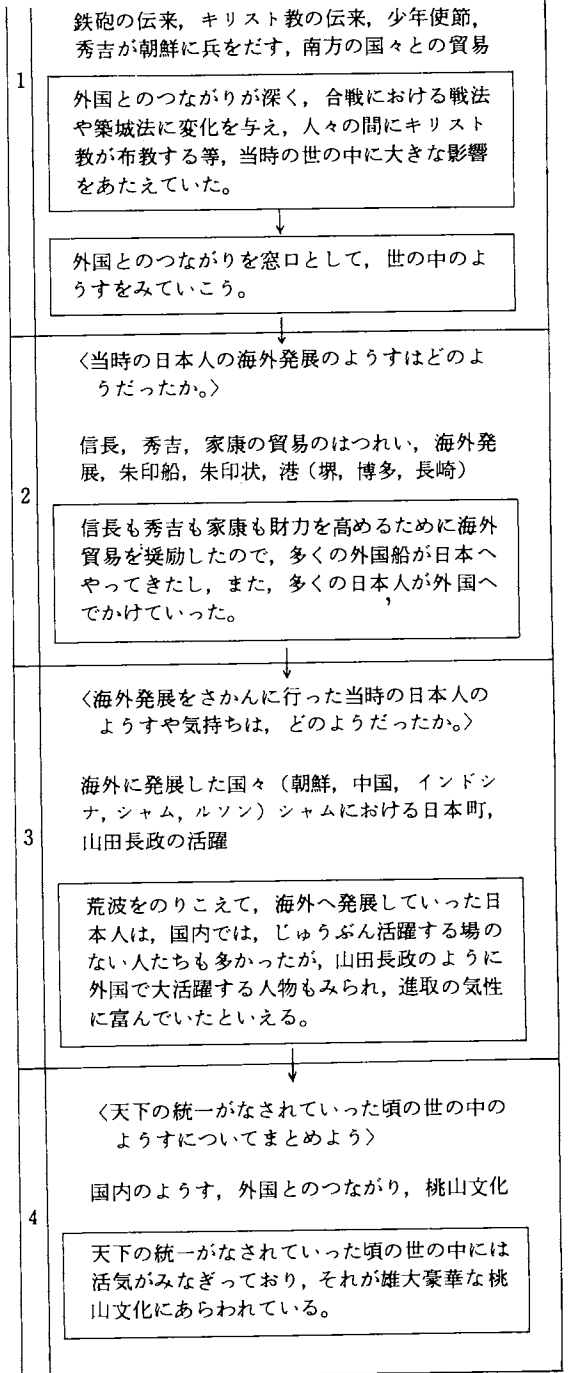 鉄砲の伝来，キリスト教の伝来，少年使節，
秀吉が朝鮮に兵をだす，南方の国々との貿易
1
外国とのつながりが深く，合戦における戦法
や築城法に変化を与え，人々の間にキリスト
教が布教する等，当時の世の中に大きな影響
をあたえていた。
外国とのつながりを窓口として，世の中のよ
うすをみていこう。
〈当時の日本人の海外発展のようすはどのよ
うだったか。〉
信長，秀吉，家康の貿易のはつれい，海外発
展，朱印船，朱印状，港（堺，博多，長崎）
2
信長も秀吉も家康も財力を高めるために海外
貿易を奨励したので，多くの外国船が日本へ
やってきたし，また，多くの日本人が外国へ
でかけていった。
〈海外発展をさかんに行った当時の日本人の
ようすや気持ちは，どのようだったか。〉
海外に発展した国々（朝鮮，中国，インドシ
ナ，シャム，ルソン）シャムにおける日本町，
山田長政の活躍
3
荒波をのりこえて，海外へ発展していった日
本人は，国内では，じゅうぶん活躍する場の
ない人たちも多かったが，山田長政のように
外国で大活躍する人物もみられ，進取の気性
に富んでいたといえる。
〈天下の統一がなされていった頃の世の中の
ようすについてまとめよう〉
国内のようす，外国とのつながり，桃山文化
4
天下の統一がなされていった頃の世の中には
活気がみなぎっており，それが雄大豪華な桃
山文化にあらわれている。